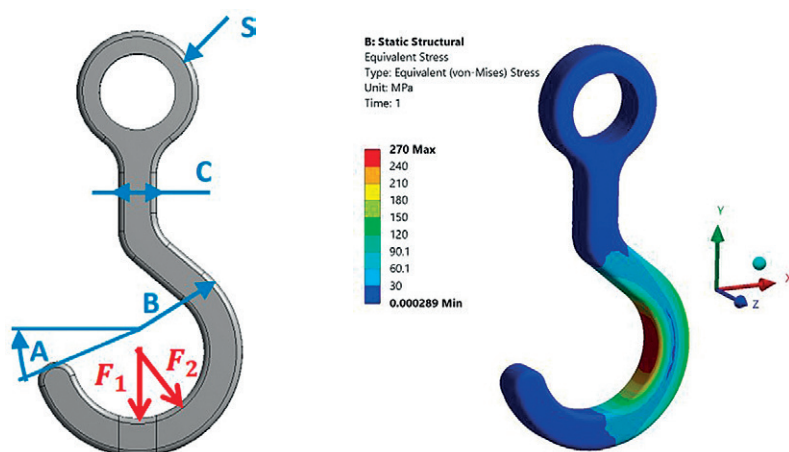 S
C
B
A
F1
F2
B: Static Structural
Equivalent Stress
Type: Equivalent (von-Mises) Stress
Unit: MPa
Time: 1
270 Max
240
210
180
150
120
90.1
60.1
30
0.000289 Min
Y
X
Z